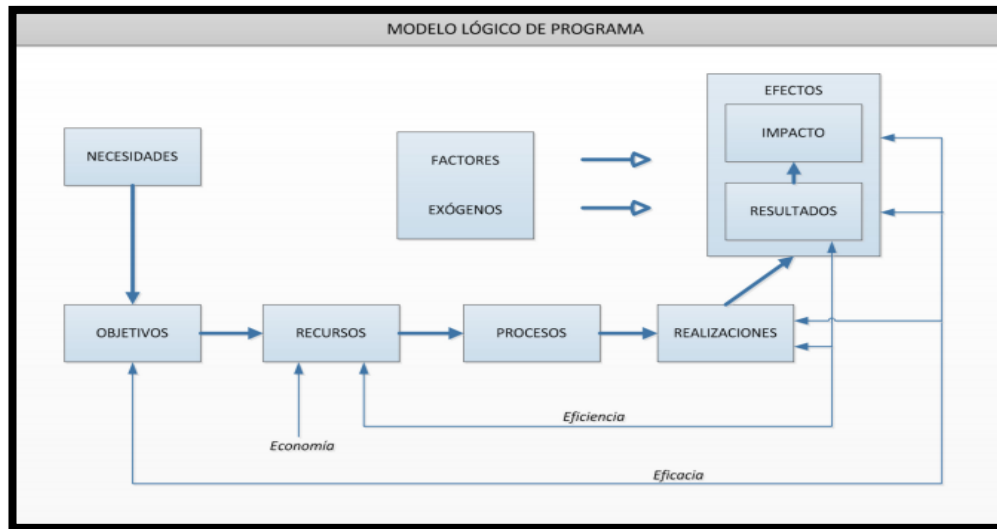 MODELO LÓGICO DE PROGRAMA
EFECTOS
IMPACTO
NECESIDADES
FACTORES
EXÓGENOS
RESULTADOS
OBJETIVOS
RECURSOS
PROCESOS
REALIZACIONES
Eficiencia
Economía
Eficacia